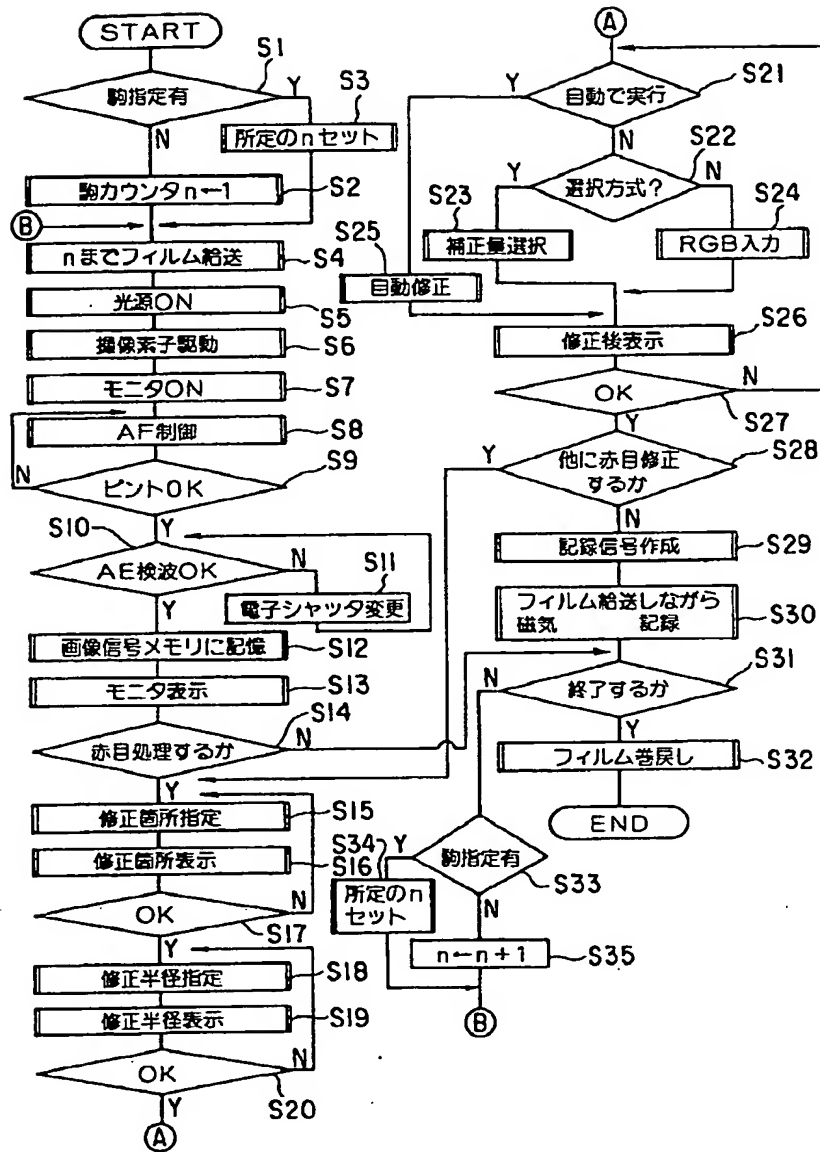 START
S1
駒指定有
Y
N
S3
所定のnセット
駒カウンタn←1
S2
B
nまでフィルム給送
S4
光源ON
S5
撮像素子駆動
S6
モニタON
S7
AF制御
S8
ピントOK
S9
N
Y
S10
AE検波OK
N
Y
S11
電子シャッタ変更
画像信号メモリに記憶
S12
モニタ表示
S13
赤目処理するか
S14
N
Y
修正箇所指定
S15
修正箇所表示
S16
OK
N
S17
Y
修正半径指定
S18
修正半径表示
S19
OK
N
S20
Y
A
A
自動で実行
S21
Y
N
S22
選択方式?
Y
N
S23
補正量選択
S24
RGB入力
S25
自動修正
修正後表示
S26
OK
N
S27
Y
他に赤目修正
するか
S28
Y
N
記録信号作成
S29
フィルム給送しながら
磁気 記録
S30
終了するか
S31
N
Y
フィルム巻戻し
S32
END
駒指定有
S33
Y
N
S34
所定のn
セット
n←n+1
S35
B